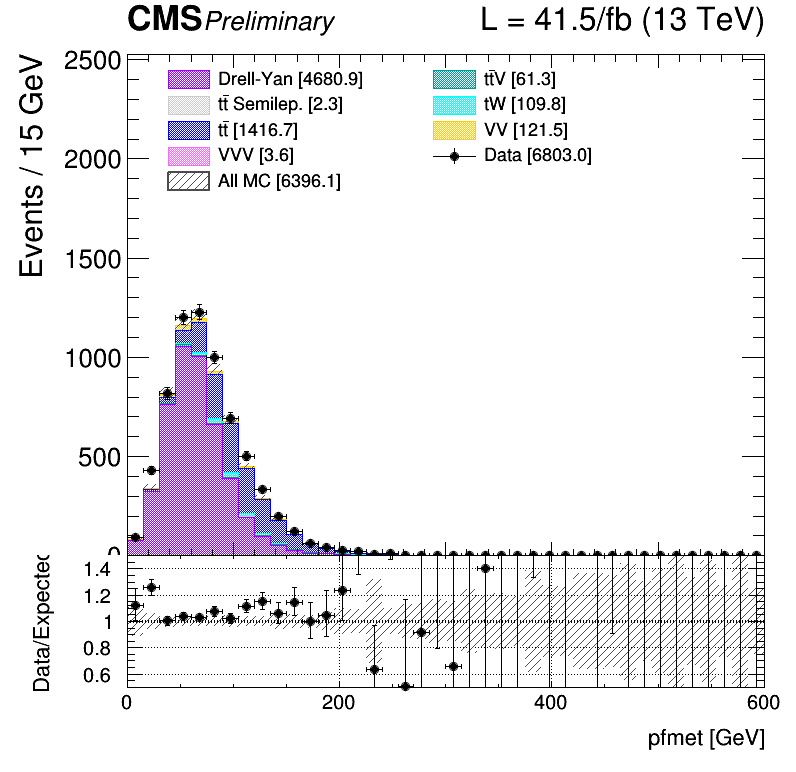 CMS Preliminary L = 41.5/fb (13 TeV)
Events / 15 GeV
2500
2000
1500
1000
500
0
Drell-Yan [4680.9]
tt̄ Semilep. [2.3]
tt̄ [1416.7]
VVV [3.6]
All MC [6396.1]
tt̄V [61.3]
tW [109.8]
VV [121.5]
Data [6803.0]
Data/Expected
1.4
1.2
1
0.8
0.6
0 200 400 600
pfmet [GeV]